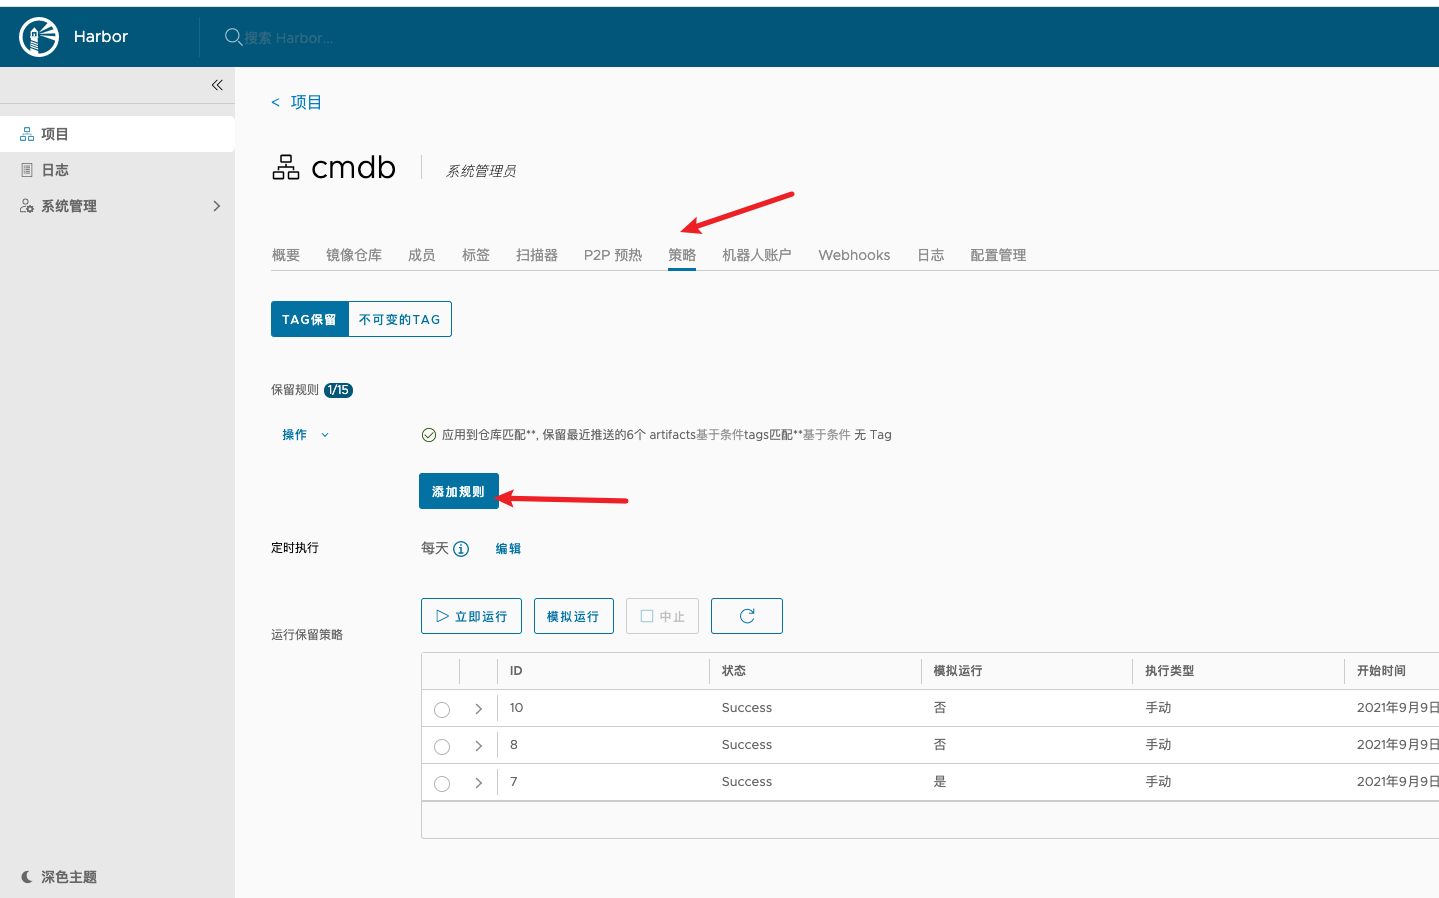 Harbor
搜索 Harbor...
项目
日志
系统管理
深色主题
< 项目
cmdb 系统管理员
概要 镜像仓库 成员 标签 扫描器 P2P 预热 策略 机器人账户 Webhooks 日志 配置管理
TAG保留 不可变的TAG
保留规则 1/15
操作 应用到仓库匹配**, 保留最近推送的6个 artifacts基于条件tags匹配**基于条件 无 Tag
添加规则
定时执行 每天 编辑
立即运行 模拟运行 中止
运行保留策略
ID 状态 模拟运行 执行类型 开始时间
10 Success 否 手动 2021年9月9日
8 Success 否 手动 2021年9月9日
7 Success 是 手动 2021年9月9日